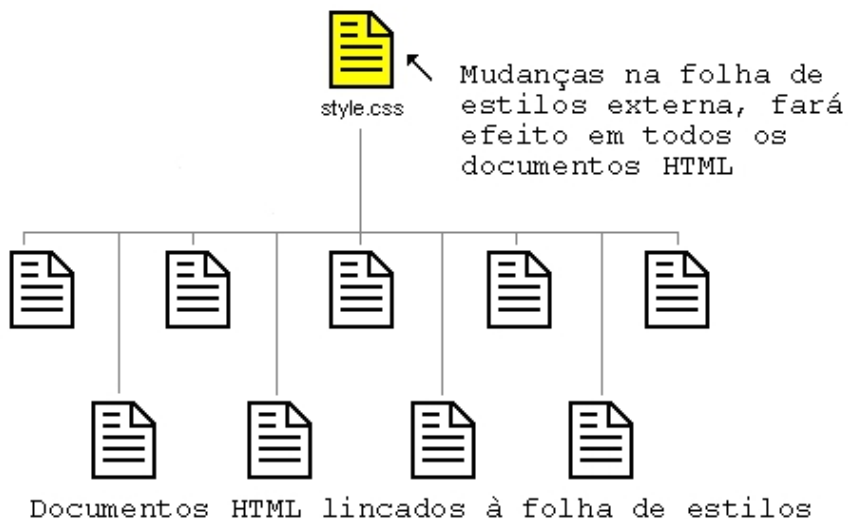 style.css
Mudanças na folha de
estilos externa, fará
efeito em todos os
documentos HTML
Documentos HTML lincados à folha de estilos